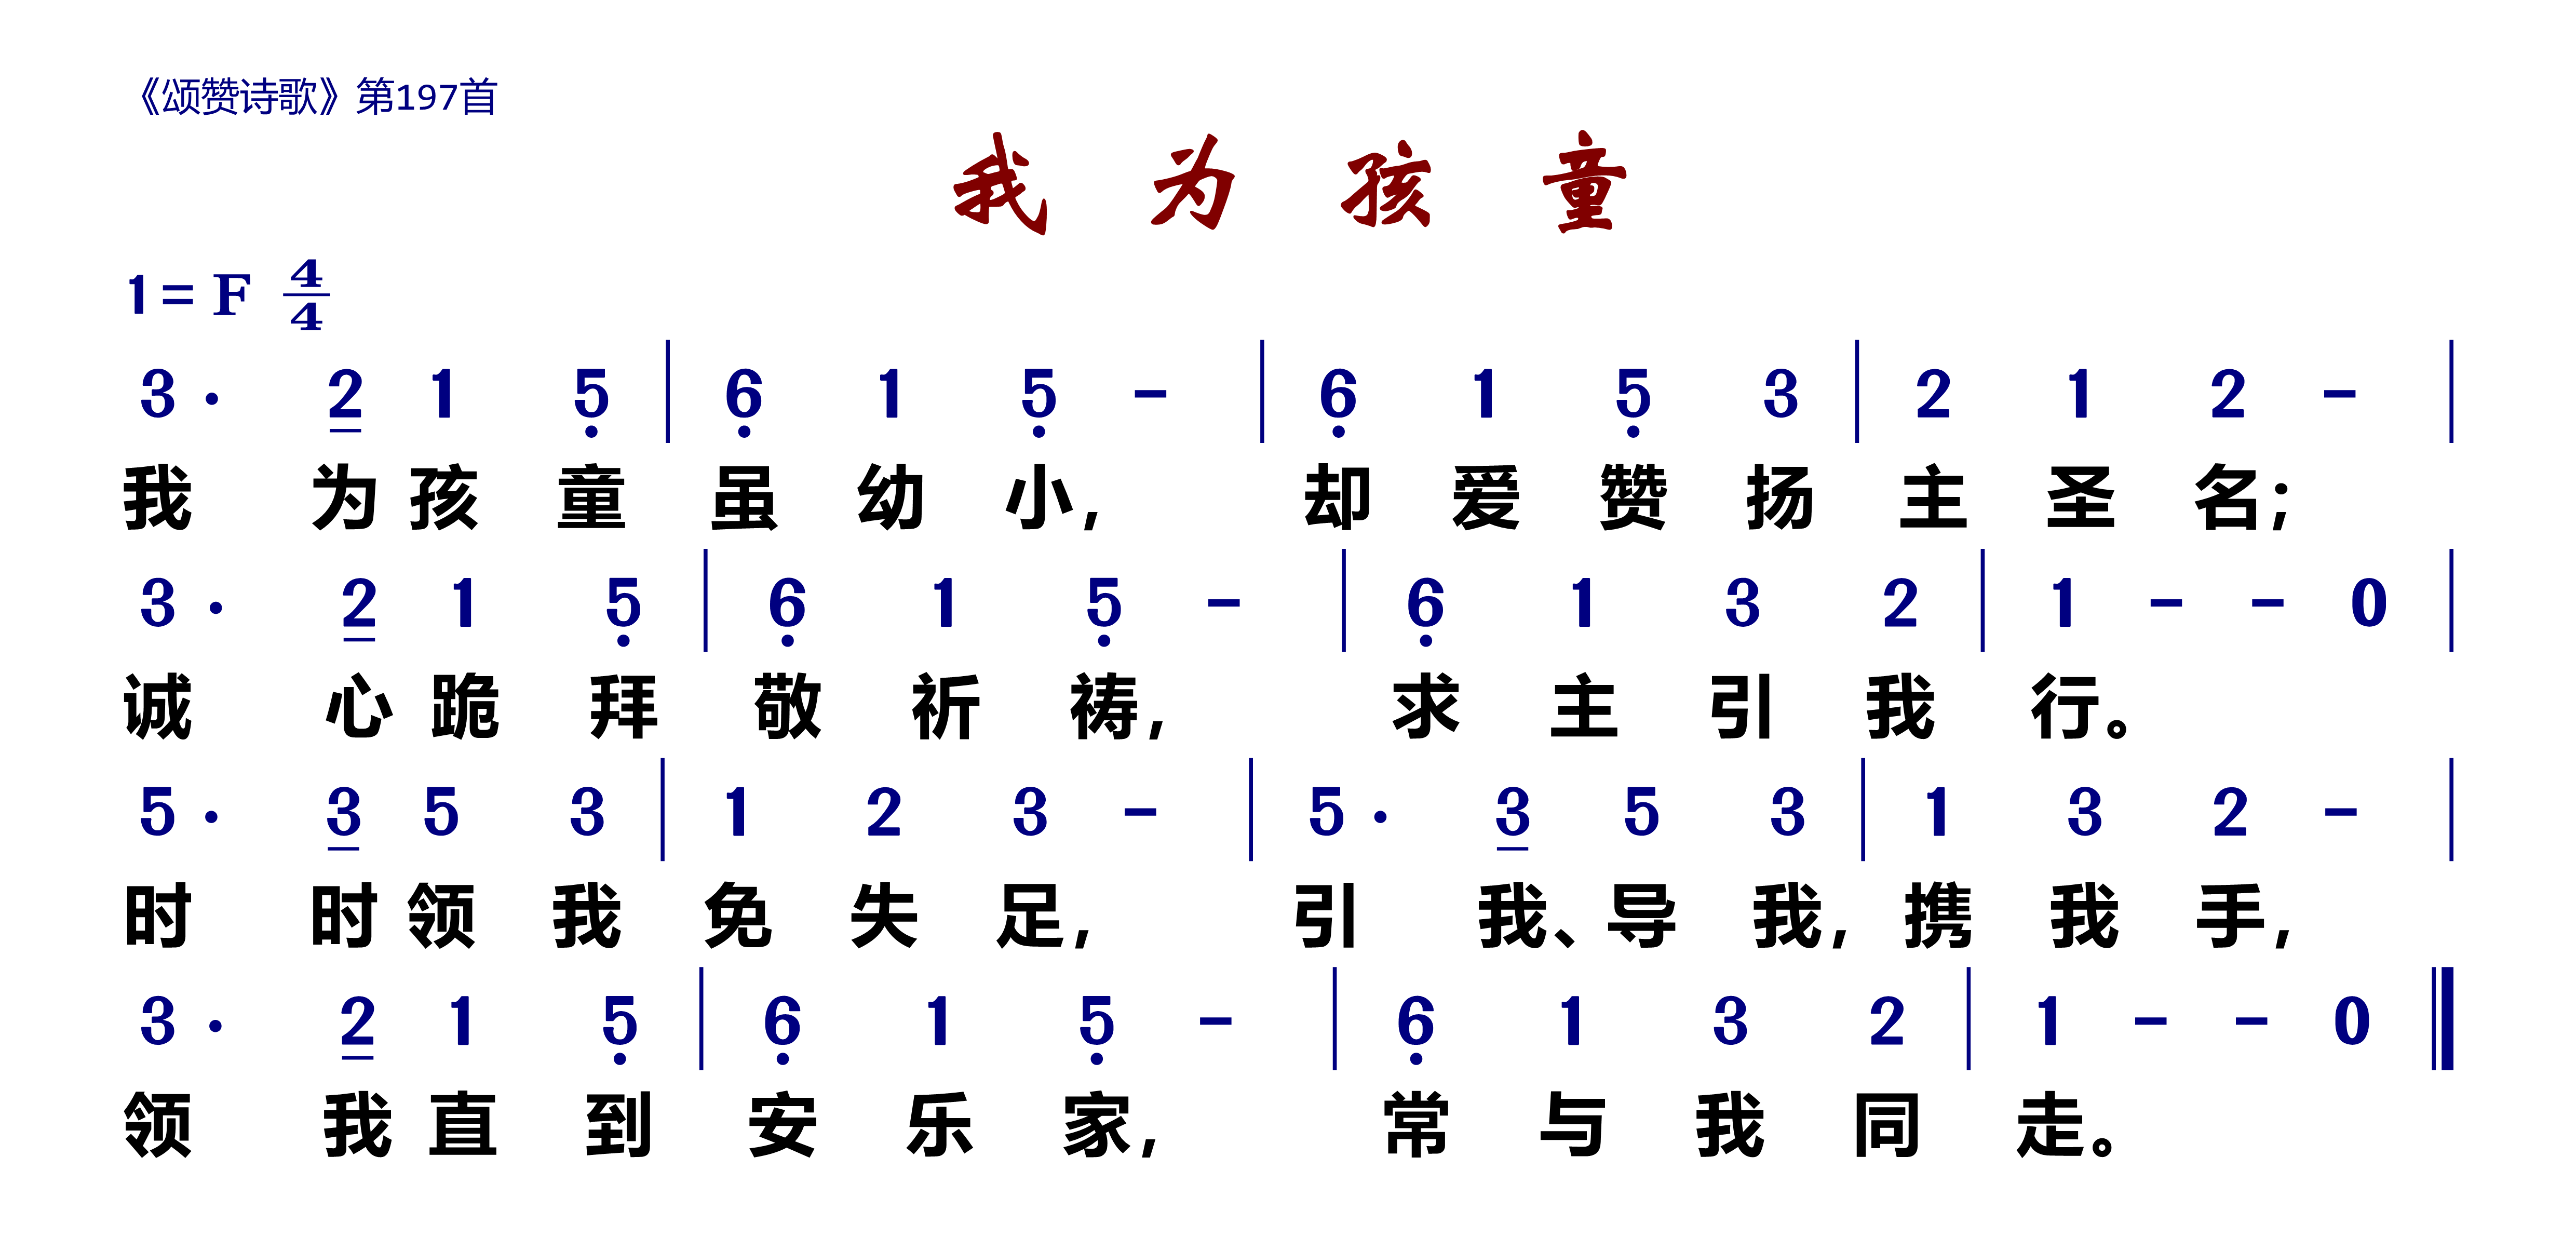 《颂赞诗歌》第197首
我为孩童
1=F 4/4
3· 2 1 5 | 6 1 5 - | 6 1 5 3 | 2 1 2 - |
我为孩童虽幼小，却爱赞扬主圣名；
3· 2 1 5 | 6 1 5 - | 6 1 3 2 | 1 - - 0 |
诚心跪拜敬祈祷，求主引我行。
5· 3 5 3 | 1 2 3 - | 5· 3 5 3 | 1 3 2 - |
时时领我免失足，引我、导我，携我手，
3· 2 1 5 | 6 1 5 - | 6 1 3 2 | 1 - - 0 ‖
领我直到安乐家，常与我同走。